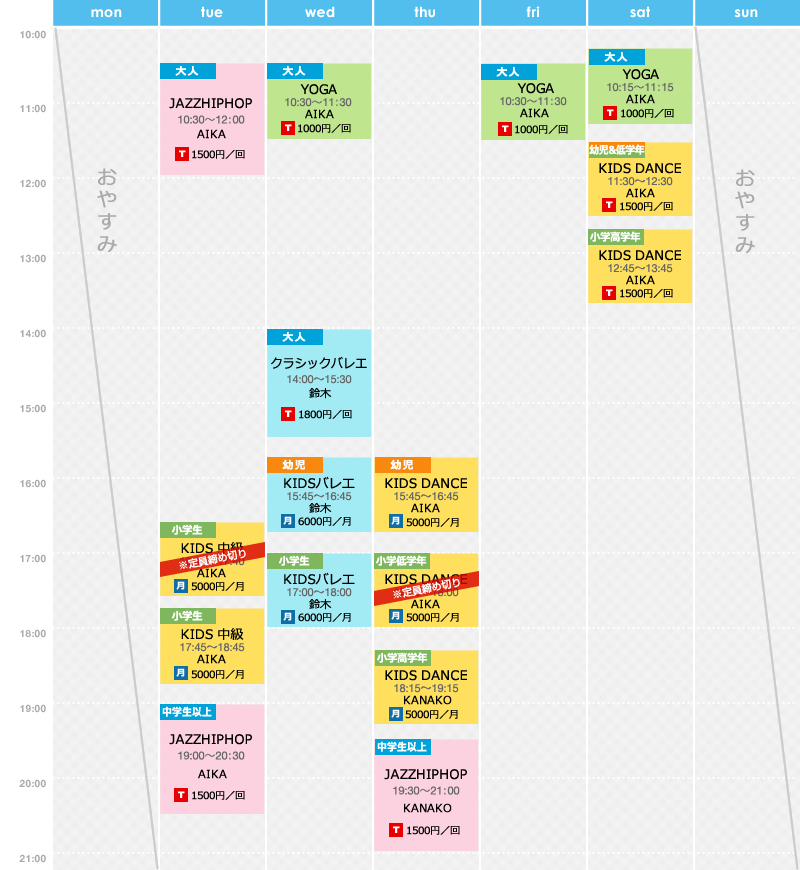 mon tue wed thu fri sat sun
10:00
11:00
12:00
13:00
14:00
15:00
16:00
17:00
18:00
19:00
20:00
21:00
おやすみ
大人
JAZZHIPHOP
10:30～12:00
AIKA
T 1500円／回
小学生
KIDS 中級
※定員締め切り
AIKA
月 5000円／月
小学生
KIDS 中級
17:45～18:45
AIKA
月 5000円／月
中学生以上
JAZZHIPHOP
19:00～20:30
AIKA
T 1500円／回
大人
YOGA
10:30～11:30
AIKA
T 1000円／回
大人
クラシックバレエ
14:00～15:30
鈴木
T 1800円／回
幼児
KIDSバレエ
15:45～16:45
鈴木
月 6000円／月
小学生
KIDSバレエ
17:00～18:00
鈴木
月 6000円／月
幼児
KIDS DANCE
15:45～16:45
AIKA
月 5000円／月
小学低学年
KIDS DANCE
※定員締め切り
AIKA
月 5000円／月
小学高学年
KIDS DANCE
18:15～19:15
KANAKO
月 5000円／月
中学生以上
JAZZHIPHOP
19:30～21:00
KANAKO
T 1500円／回
大人
YOGA
10:30～11:30
AIKA
T 1000円／回
大人
YOGA
10:15～11:15
AIKA
T 1000円／回
幼児&低学年
KIDS DANCE
11:30～12:30
AIKA
T 1500円／回
小学高学年
KIDS DANCE
12:45～13:45
AIKA
T 1500円／回
おやすみ